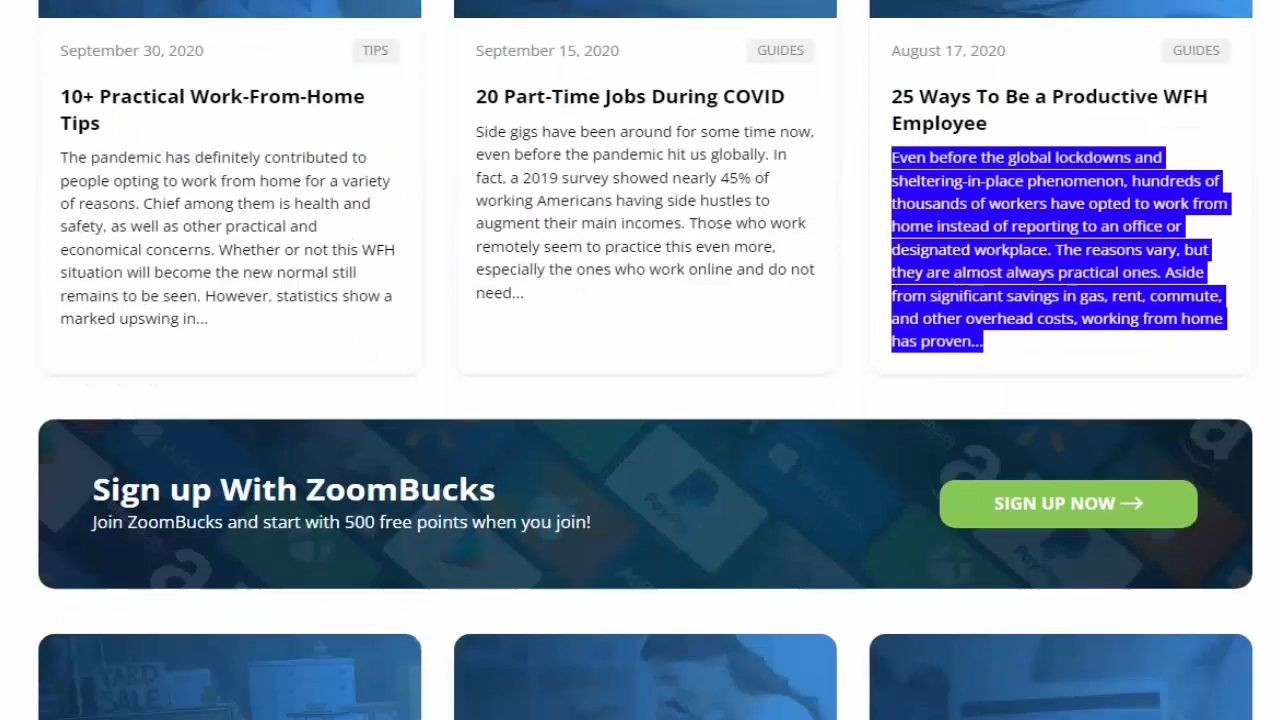 September 30, 2020
TIPS
10+ Practical Work-From-Home
Tips
The pandemic has definitely contributed to
people opting to work from home for a variety
of reasons. Chief among them is health and
safety, as well as other practical and
economical concerns. Whether or not this WFH
situation will become the new normal still
remains to be seen. However, statistics show a
marked upswing in...
September 15, 2020
GUIDES
20 Part-Time Jobs During COVID
Side gigs have been around for some time now,
even before the pandemic hit us globally. In
fact, a 2019 survey showed nearly 45% of
working Americans having side hustles to
augment their main incomes. Those who work
remotely seem to practice this even more,
especially the ones who work online and do not
need...
August 17, 2020
GUIDES
25 Ways To Be a Productive WFH
Employee
Even before the global lockdowns and
sheltering-in-place phenomenon, hundreds of
thousands of workers have opted to work from
home instead of reporting to an office or
designated workplace. The reasons vary, but
they are almost always practical ones. Aside
from significant savings in gas, rent, commute,
and other overhead costs, working from home
has proven...
Sign up With ZoomBucks
Join ZoomBucks and start with 500 free points when you join!
SIGN UP NOW →
PayPal
YARD
SALE